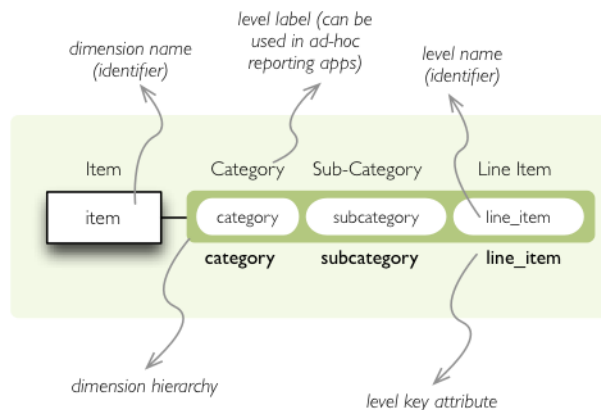 level label (can be
used in ad-hoc
reporting apps)
dimension name
(identifier)
level name
(identifier)
Item
Category
Sub-Category
Line Item
item
category
subcategory
line_item
category
subcategory
line_item
dimension hierarchy
level key attribute